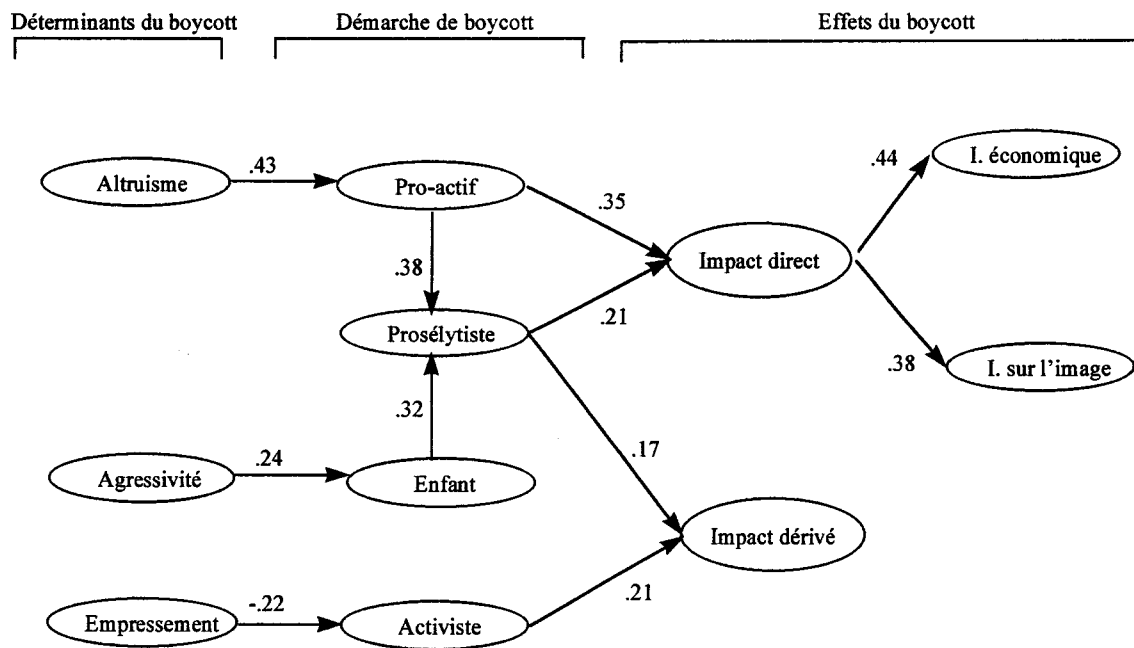 Déterminants du boycott
Démarche de boycott
Effets du boycott
Altruisme
.43
Pro-actif
.35
.44
I. économique
Impact direct
.38
.21
.38
I. sur l'image
Prosélytiste
.32
.17
Agressivité
.24
Enfant
Impact dérivé
Empressement
-.22
Activiste
.21